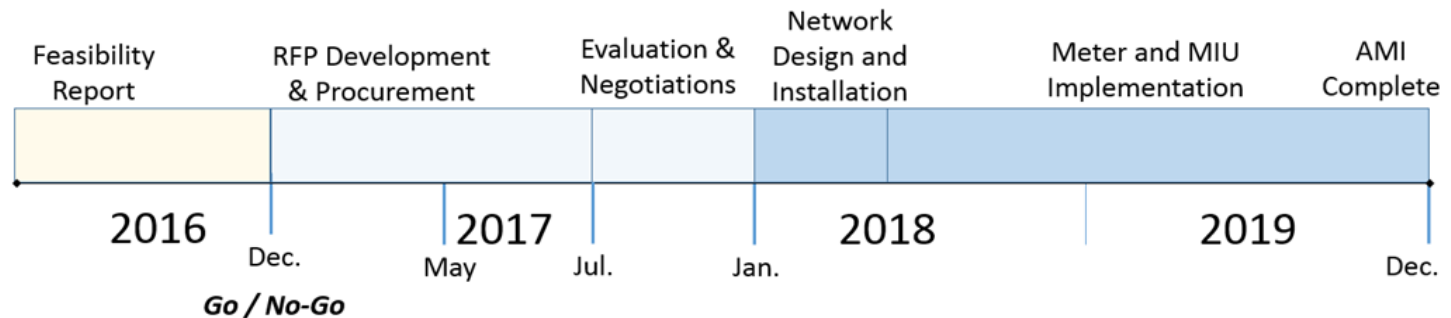 Feasibility
Report
RFP Development
& Procurement
Evaluation &
Negotiations
Network
Design and
Installation
Meter and MIU
Implementation
AMI
Complete
2016
2017
2018
2019
Dec.
May
Jul.
Jan.
Dec.
Go / No-Go